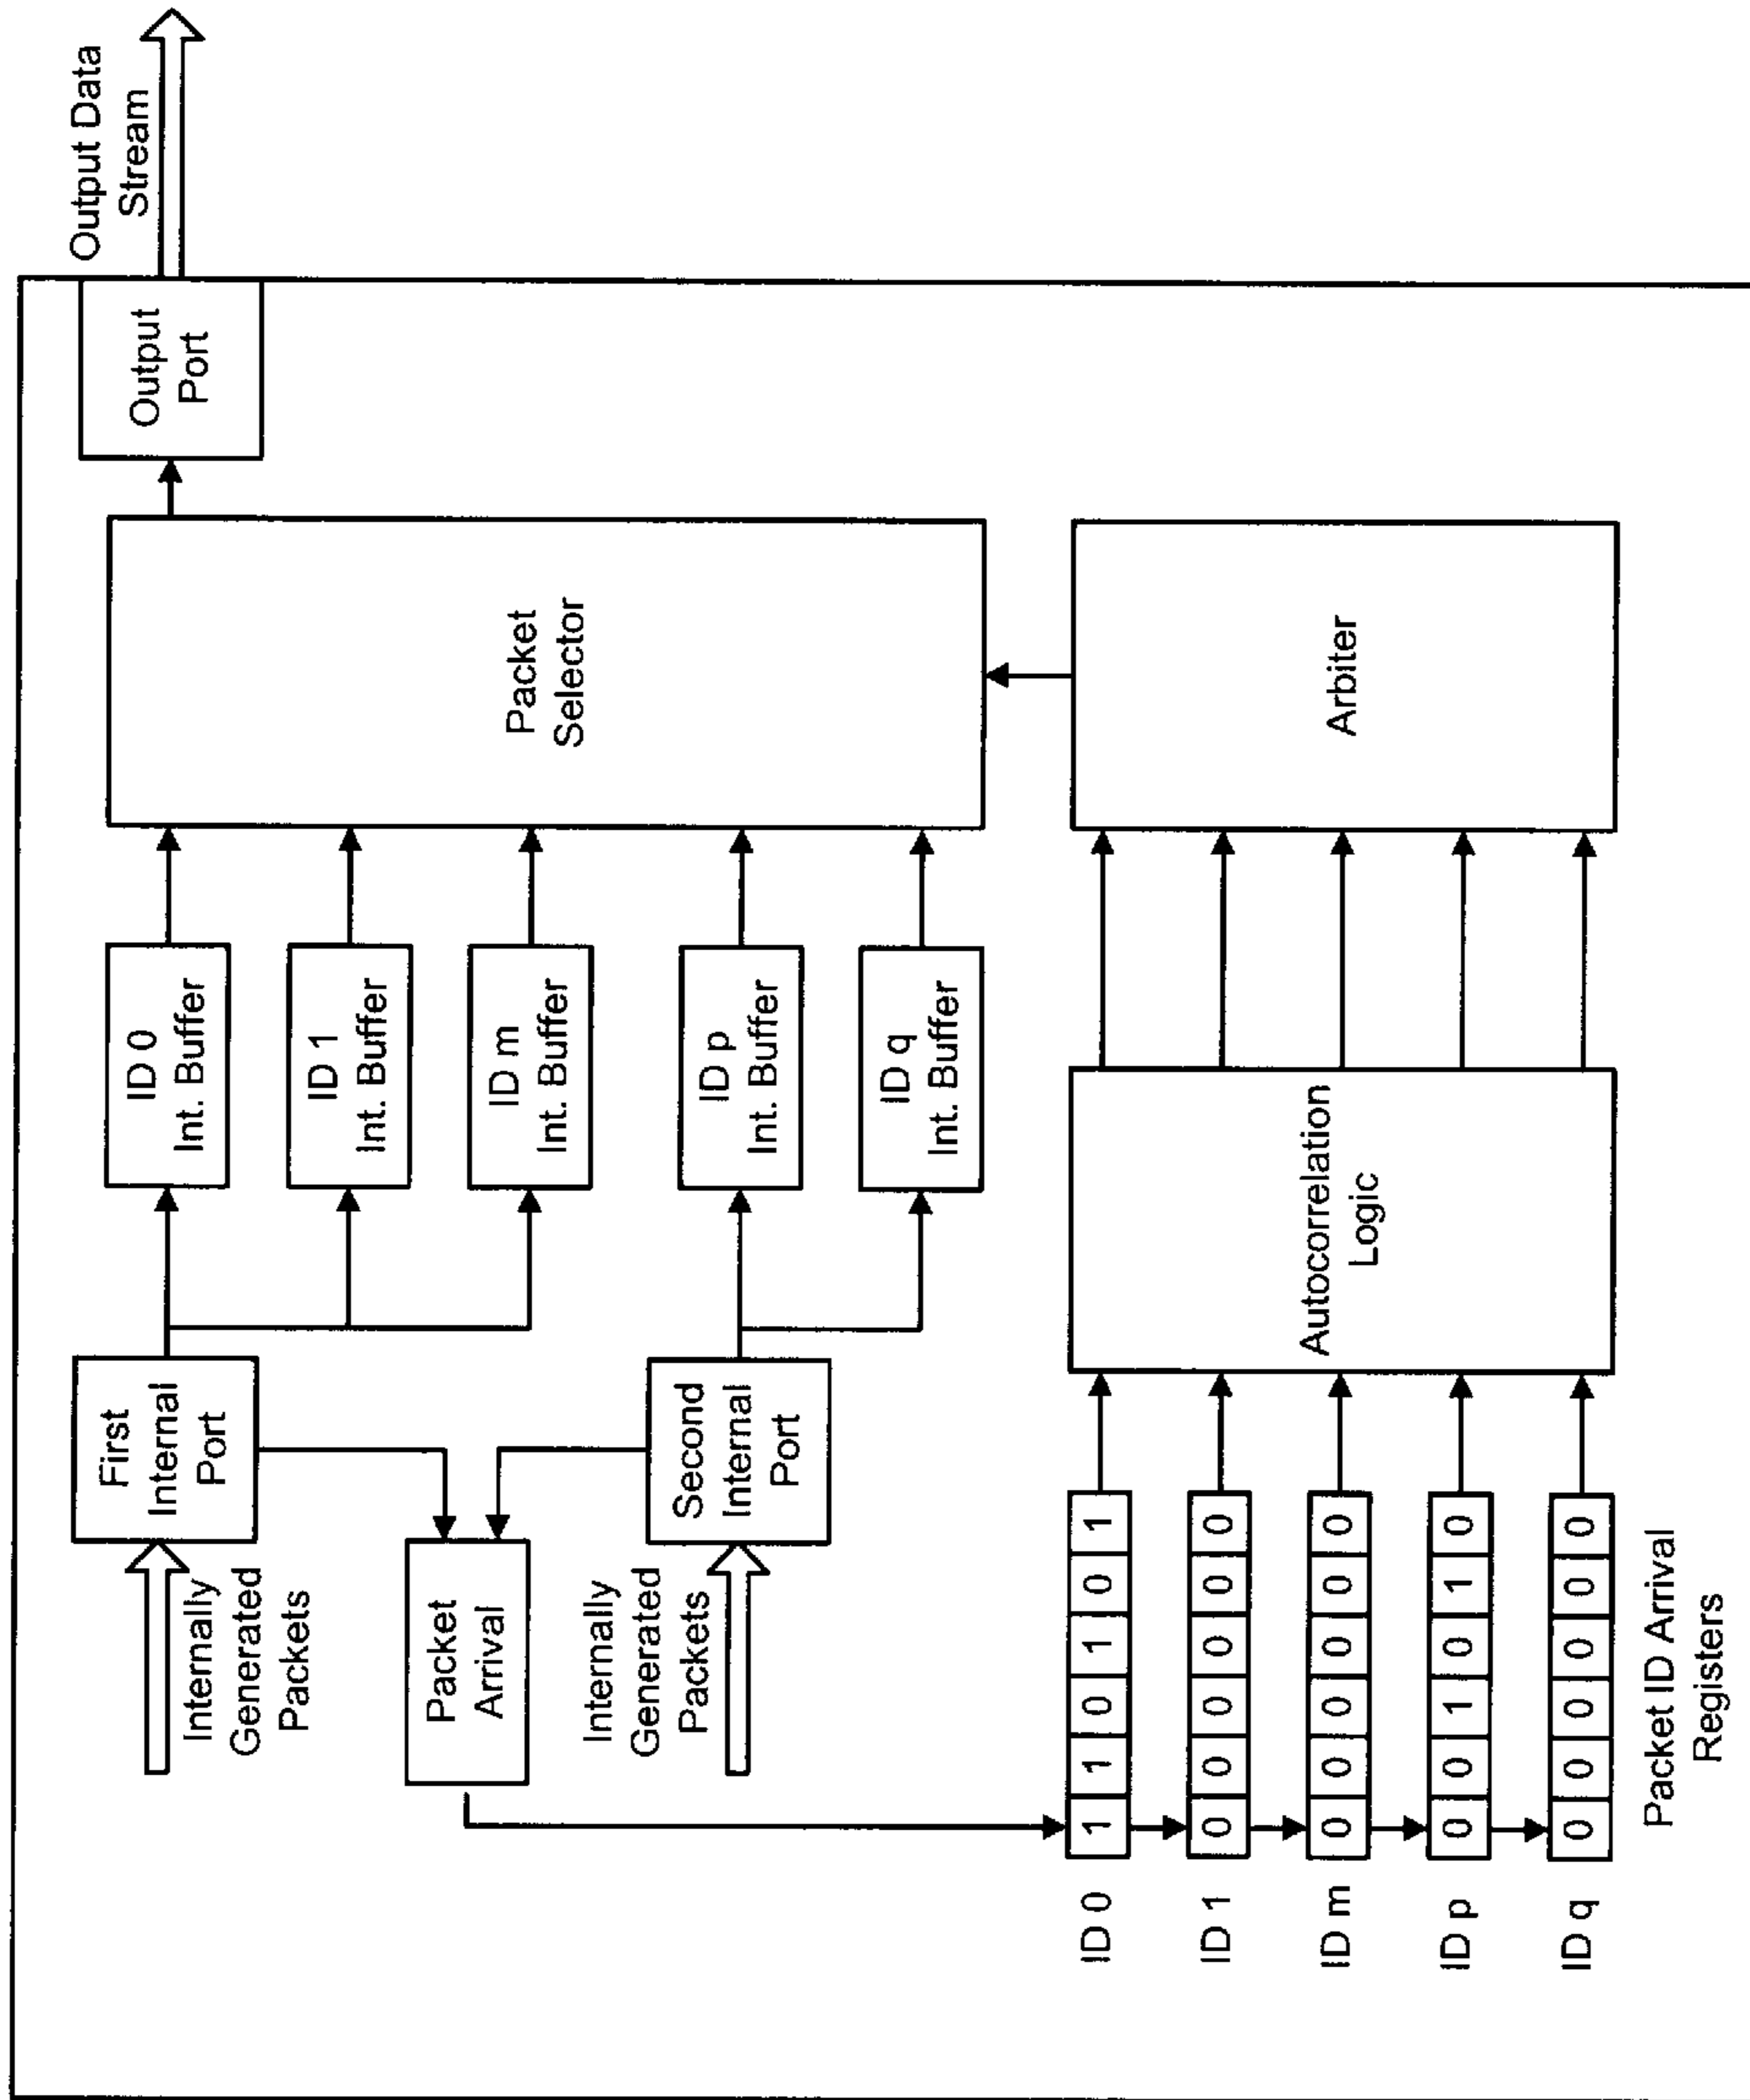 Output Data
Stream
First
Internal
Port
Internally
Generated
Packets
ID 0
Int. Buffer
ID 1
Int. Buffer
ID m
Int. Buffer
Packet
Selector
Output
Port
Packet
Arrival
Second
Internal
Port
Internally
Generated
Packets
ID p
Int. Buffer
ID q
Int. Buffer
ID 0
1 1 0 1 0 1
ID 1
0 0 0 0 0 0
ID m
0 0 0 0 0 0
ID p
0 0 1 0 1 0
ID q
0 0 0 0 0 0
Autocorrelation
Logic
Arbiter
Packet ID Arrival
Registers